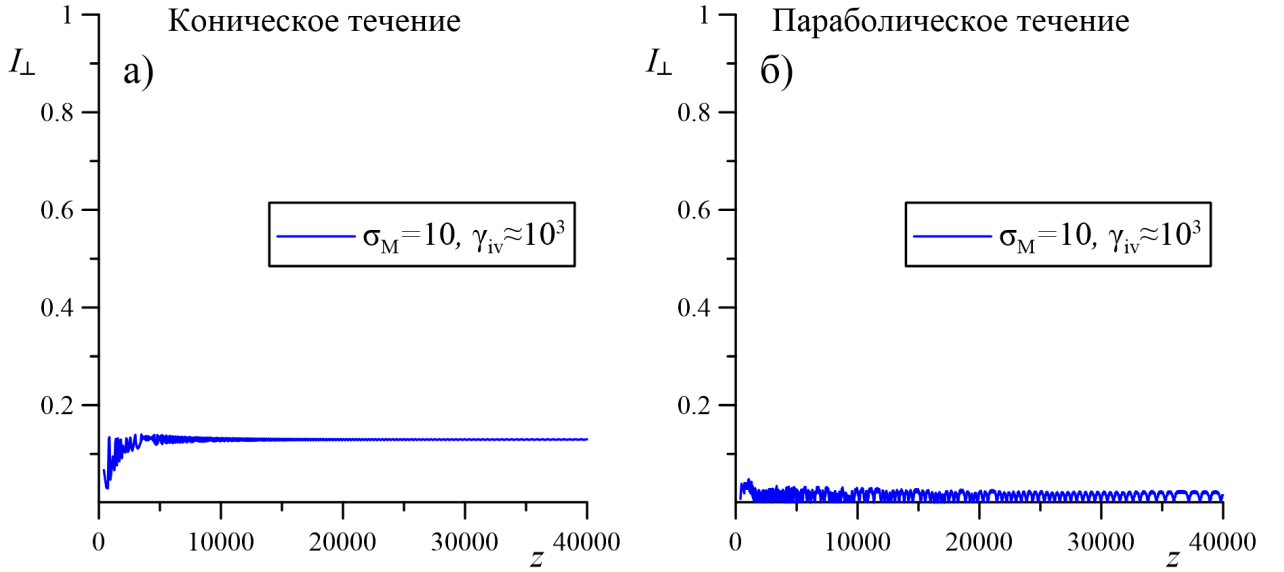 Коническое течение
1
I⊥
а)
0.8
0.6
σM=10, γiv≈10³
0.4
0.2
0 10000 20000 30000 40000
z
Параболическое течение
1
I⊥
б)
0.8
0.6
σM=10, γiv≈10³
0.4
0.2
0 10000 20000 30000 40000
z